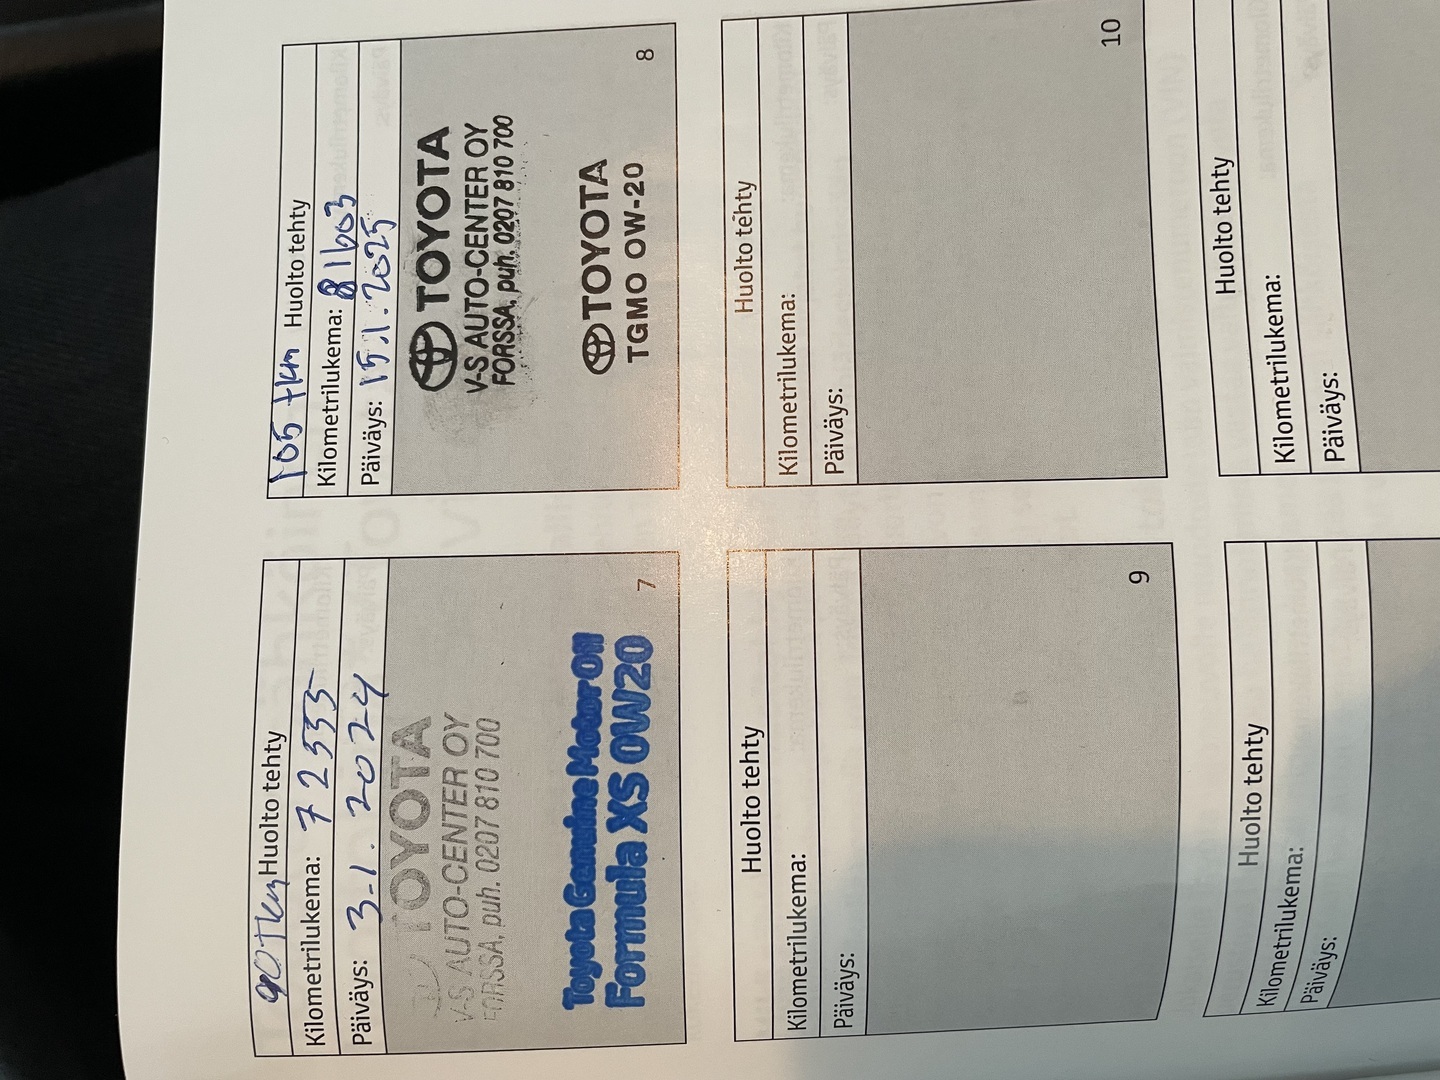 90 Tkm Huolto tehty
Kilometrilukema: 72555
Päiväys: 3.1.2024
TOYOTA
V-S AUTO-CENTER OY
FORSSA, puh. 0207 810 700
Toyota Genuine Motor Oil
Formula XS 0W20
7
105 tkm Huolto tehty
Kilometrilukema: 81603
Päiväys: 15.1.2025
TOYOTA
V-S AUTO-CENTER OY
FORSSA, puh. 0207 810 700
TOYOTA
TGMO OW-20
8
Huolto tehty
Kilometrilukema:
Päiväys:
9
Huolto tehty
Kilometrilukema:
Päiväys:
10
Huolto tehty
Kilometrilukema:
Päiväys:
Huolto tehty
Kilometrilukema:
Päiväys: